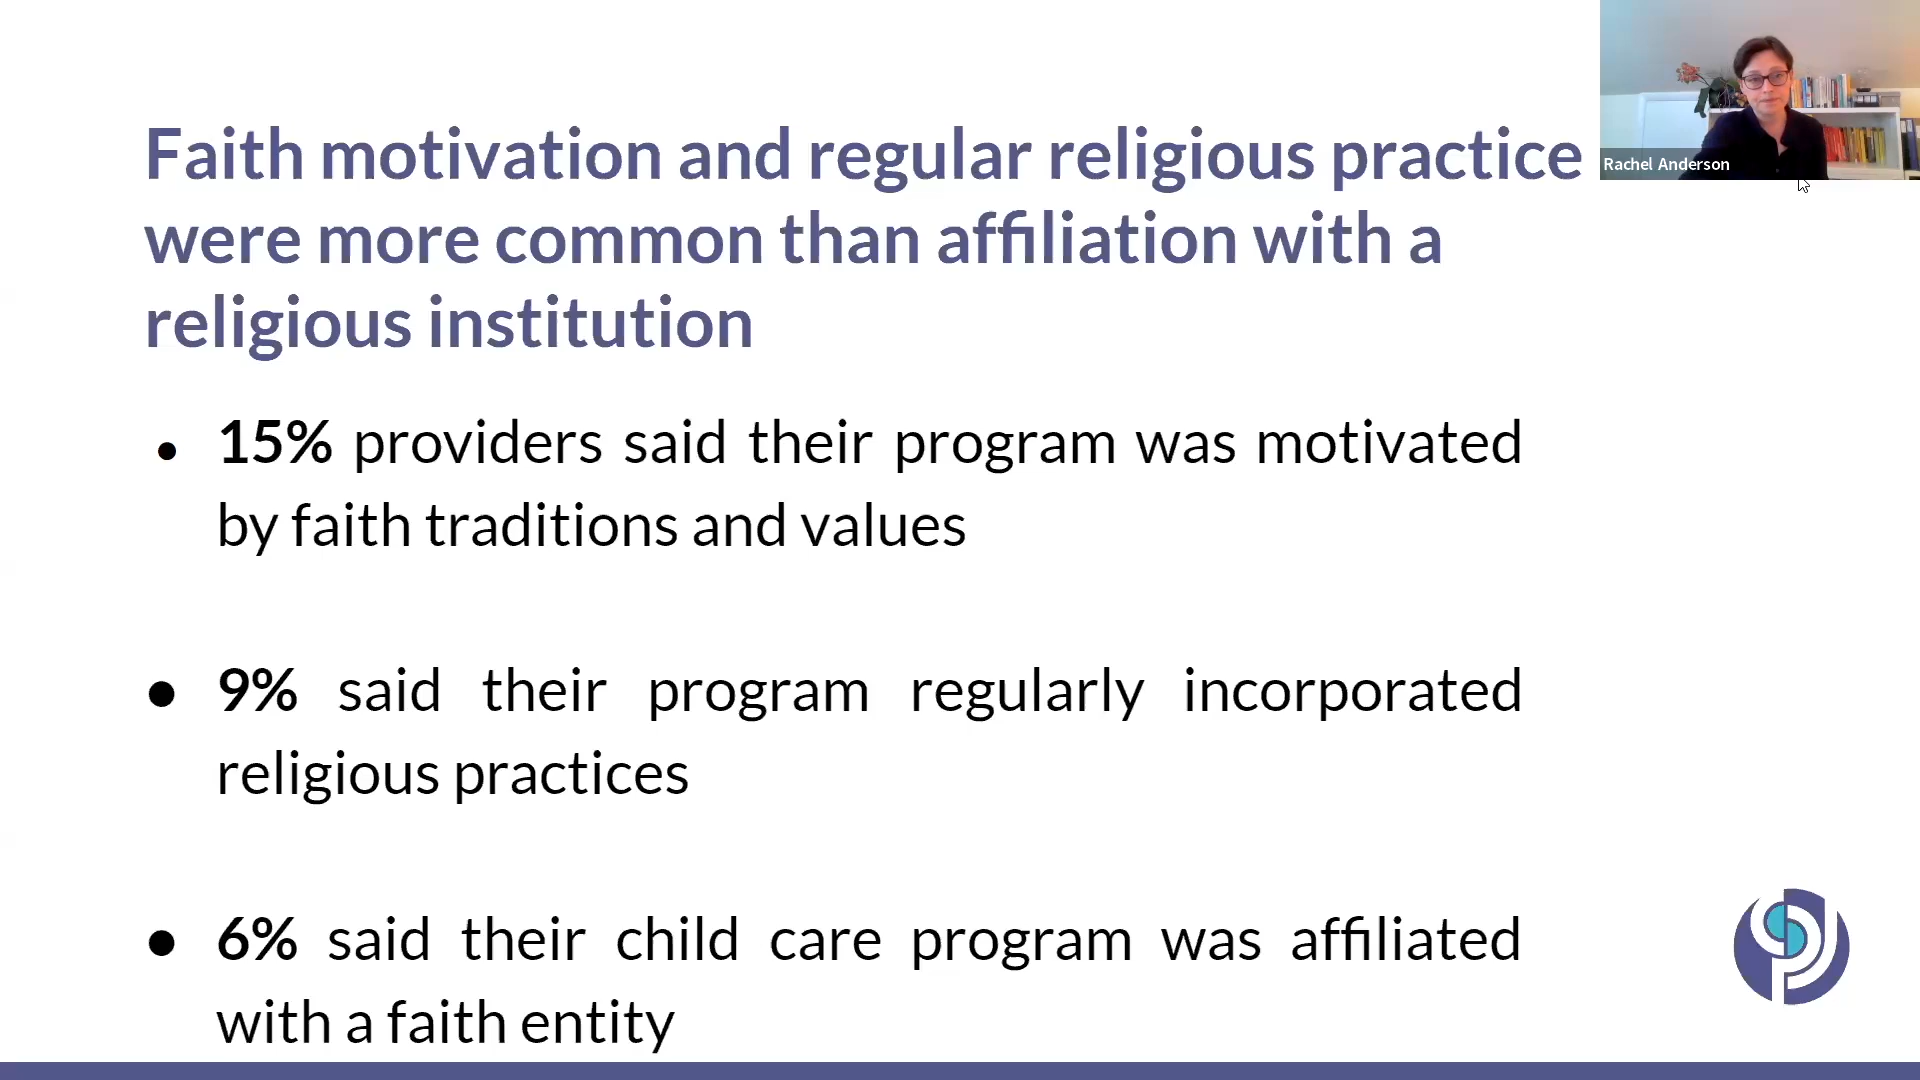 Faith motivation and regular religious practice
were more common than affiliation with a
religious institution
Rachel Anderson
● 15% providers said their program was motivated
by faith traditions and values
● 9% said their program regularly incorporated
religious practices
● 6% said their child care program was affiliated
with a faith entity